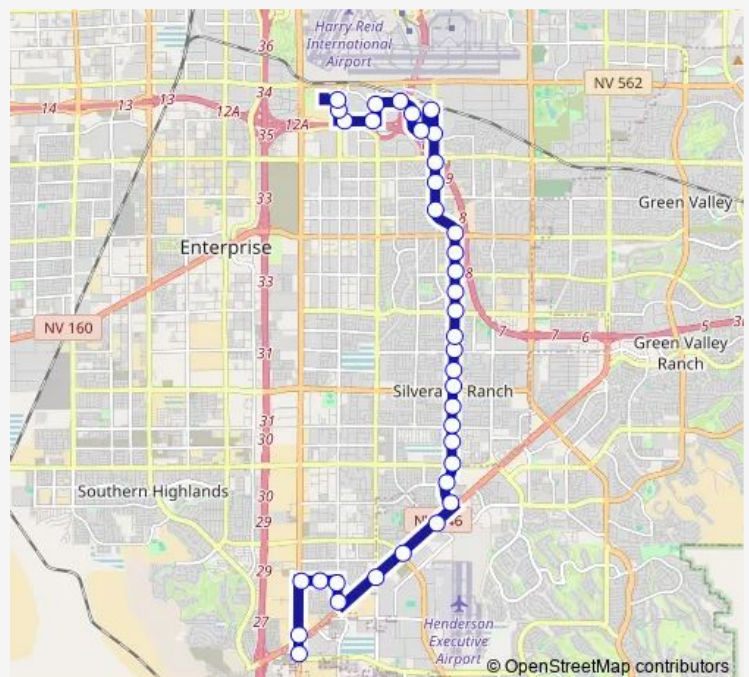 Harry Reid
International
Airport
36
NV 562
34
14
13
13
12A
12A
35
9
33
Green Valley
8
Enterprise
33
8
NV 160
7
7
6
5
Green Valley
Ranch
31
Silvera Ranch
31
30
Southern Highlands
30
29
29
Henderson
Executive
Airport
27
© OpenStreetMap contributors